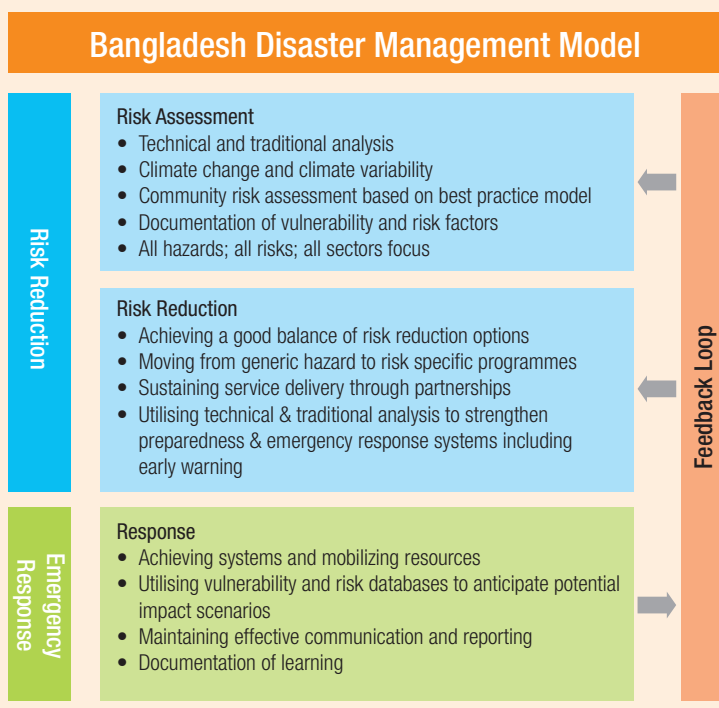 Bangladesh Disaster Management Model
Risk Reduction
Risk Assessment
• Technical and traditional analysis
• Climate change and climate variability
• Community risk assessment based on best practice model
• Documentation of vulnerability and risk factors
• All hazards; all risks; all sectors focus
Risk Reduction
• Achieving a good balance of risk reduction options
• Moving from generic hazard to risk specific programmes
• Sustaining service delivery through partnerships
• Utilising technical & traditional analysis to strengthen
preparedness & emergency response systems including
early warning
Emergency
Response
Response
• Achieving systems and mobilizing resources
• Utilising vulnerability and risk databases to anticipate potential
impact scenarios
• Maintaining effective communication and reporting
• Documentation of learning
Feedback Loop